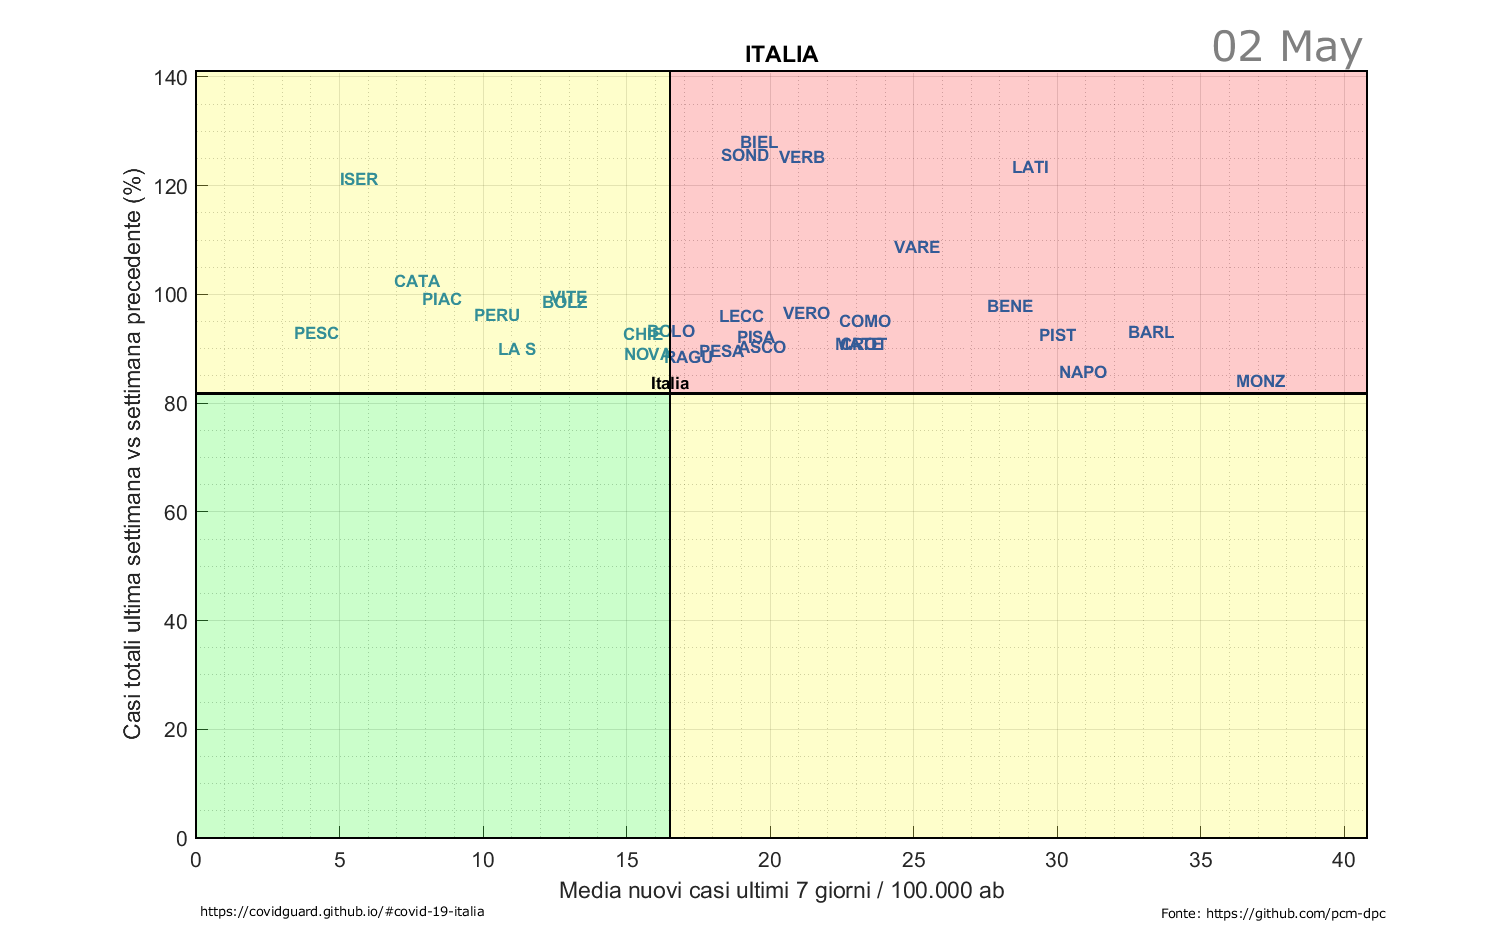 02 May
ITALIA
140
120
100
80
60
40
20
0
Casi totali ultima settimana vs settimana precedente (%)
BIEL
SOND
VERB
LATI
ISER
VARE
CATA
PIAC
VITE
BOLZ
BENE
PERU
LECC
VERO
COMO
PESC
CHIE
BOLO
PISA
PIST
BARL
LA S
NOVA
RAGU
PESA
ASCO
CROT
NAPO
MONZ
Italia
0
5
10
15
20
25
30
35
40
Media nuovi casi ultimi 7 giorni / 100.000 ab
https://covidguard.github.io/#covid-19-italia
Fonte: https://github.com/pcm-dpc